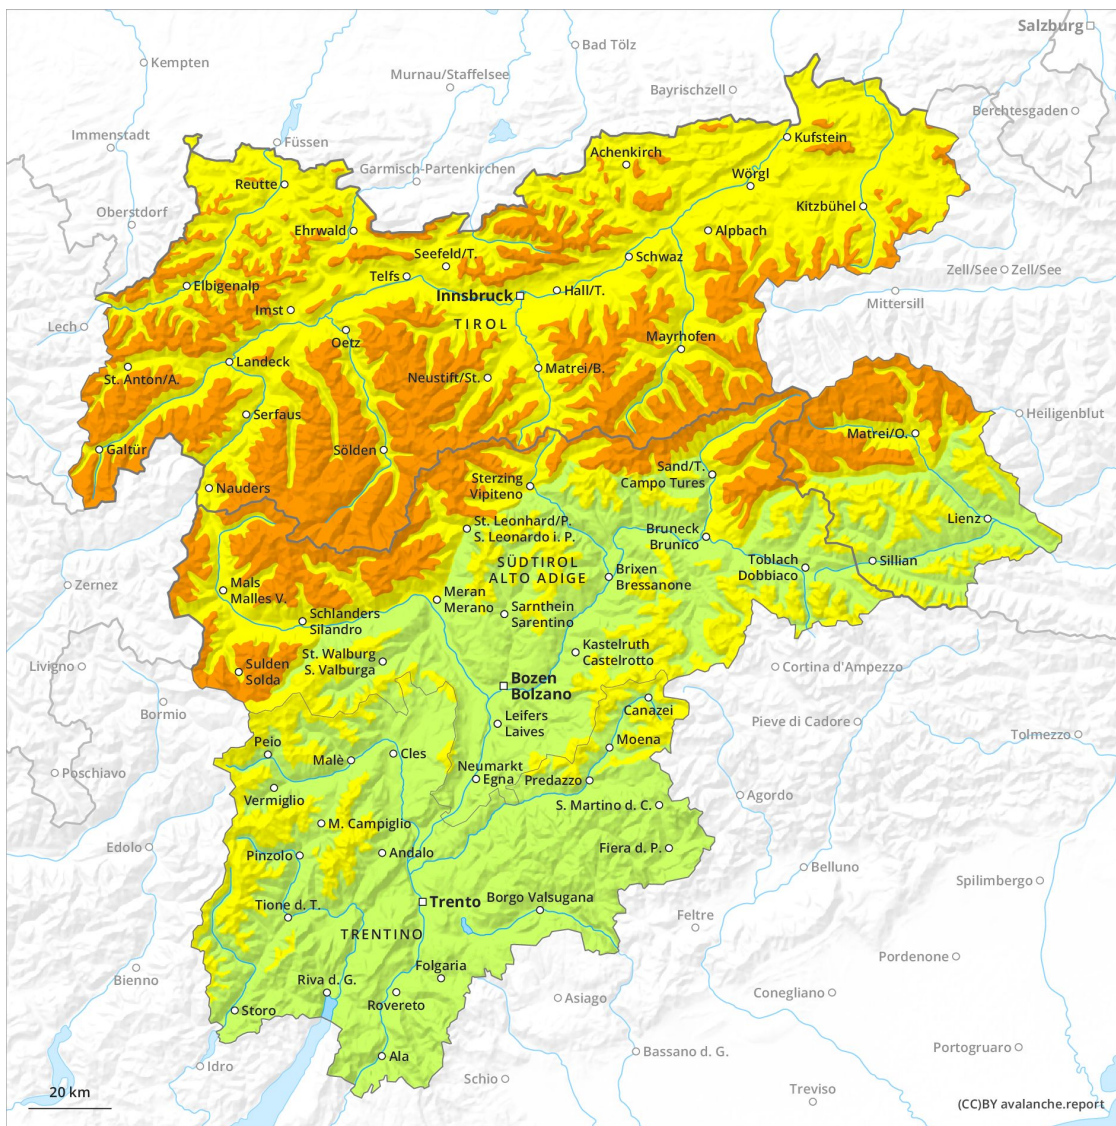 Salzburg
Bad Tölz
Kempten
Murnau/Staffelsee
Bayrischzell
Berchtesgaden
Immenstadt
Füssen
Kufstein
Achenkirch
Garmisch-Partenkirchen
Wörgl
Reutte
Oberstdorf
Kitzbühel
Ehrwald
Alpbach
Seefeld/T.
Schwaz
Telfs
Zell/See
Zell/See
Elbigenalp
Hall/T.
Innsbruck
Mittersill
Imst
TIROL
Lech
Oetz
Mayrhofen
Landeck
Matrei/B.
St. Anton/A.
Neustift/St.
Serfaus
Heiligenblut
Matrei/O.
Galtür
Sölden
Sand/T.
Campo Tures
Sterzing
Vipiteno
Nauders
Lienz
St. Leonhard/P.
S. Leonardo i. P.
Bruneck
Brunico
SÜDTIROL
ALTO ADIGE
Toblach
Dobbiaco
Sillian
Brixen
Bressanone
Zernez
Mals
Malles V.
Meran
Merano
Sarnthein
Sarentino
Schlanders
Silandro
Kastelruth
Castelrotto
St. Walburg
S. Valburga
Livigno
Sulden
Solda
Cortina d'Ampezzo
Bozen
Bolzano
Bormio
Canazei
Leifers
Laives
Pieve di Cadore
Tolmezzo
Peio
Moena
Malè
Cles
Poschiavo
Neumarkt
Egna
Predazzo
Vermiglio
Agordo
S. Martino d. C.
M. Campiglio
Edolo
Pinzolo
Andalo
Fiera d. P.
Belluno
Spilimbergo
Tione d. T.
Trento
Borgo Valsugana
Feltre
TRENTINO
Pordenone
Bienno
Folgaria
Riva d. G.
Conegliano
Asiago
Storo
Rovereto
Portogruaro
Ala
Bassano d. G.
Idro
Schio
Treviso
20 km
(CC)BY avalanche.report